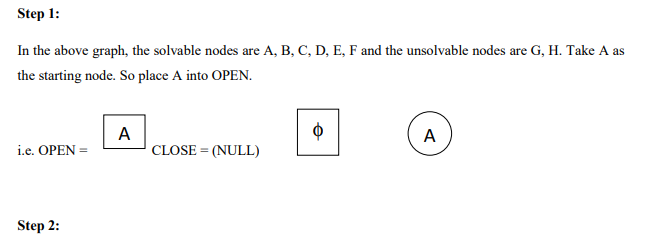 Step 1:
In the above graph, the solvable nodes are A, B, C, D, E, F and the unsolvable nodes are G, H. Take A as
the starting node. So place A into OPEN.
i.e. OPEN = A CLOSE = (NULL) ϕ A
Step 2: